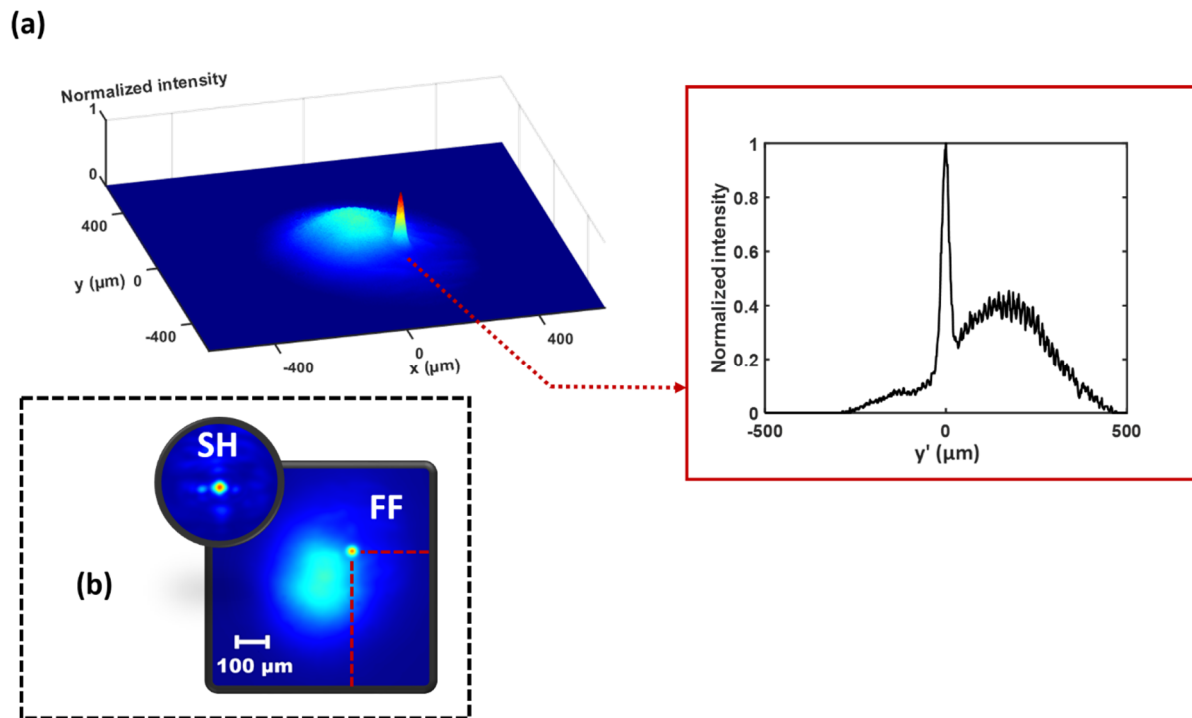 (a)
Normalized intensity
1
0
400
y (μm) 0
-400
-400
0
400
x (μm)
Normalized intensity
1
0.8
0.6
0.4
0.2
0
-500
0
500
y' (μm)
(b)
SH
FF
100 μm